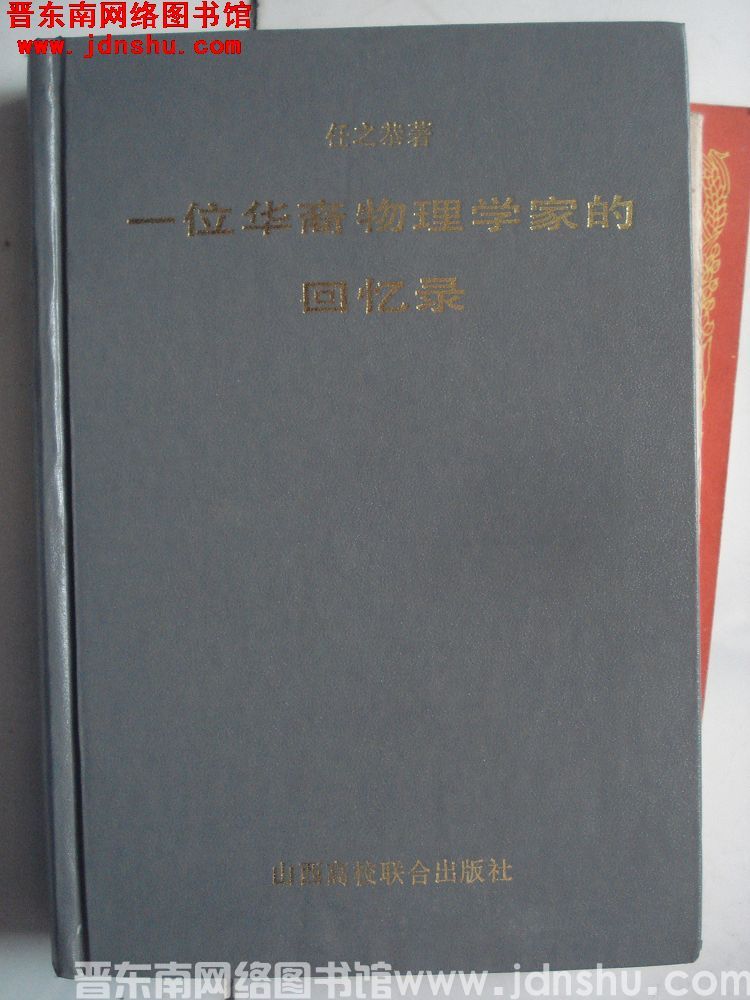 晋东南网络图书馆
www.jdnshu.com
任之恭著
一位华裔物理学家的
回忆录
山西高校联合出版社
晋东南网络图书馆www.jdnshu.com